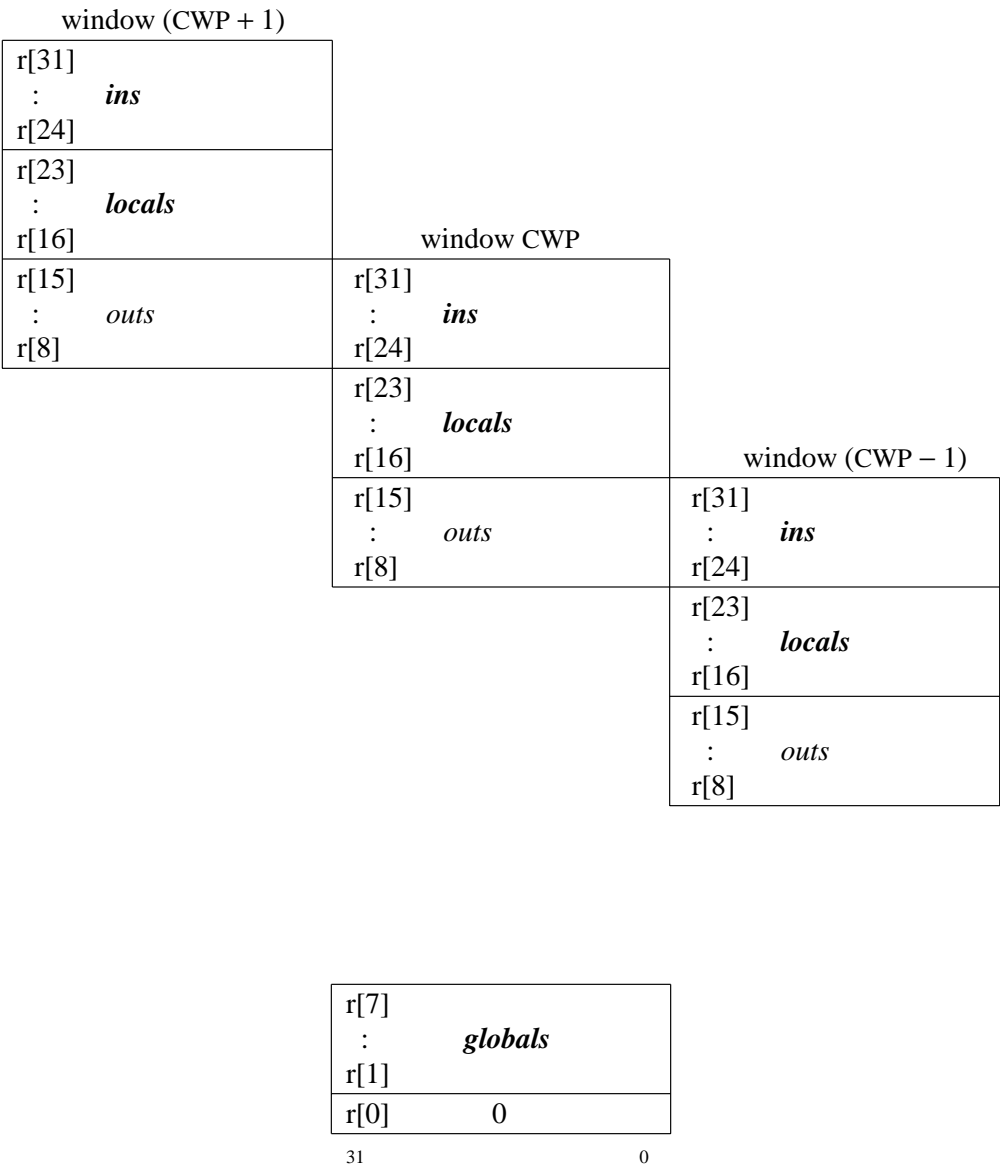 window (CWP + 1)
r[31]
: ins
r[24]
r[23]
: locals
r[16]
r[15]
: outs
r[8]
window CWP
r[31]
: ins
r[24]
r[23]
: locals
r[16]
r[15]
: outs
r[8]
window (CWP – 1)
r[31]
: ins
r[24]
r[23]
: locals
r[16]
r[15]
: outs
r[8]
r[7]
: globals
r[1]
r[0] 0
31 0